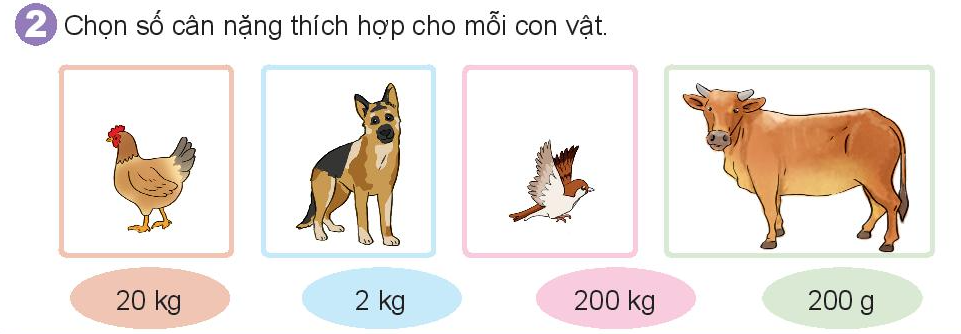 2 Chọn số cân nặng thích hợp cho mỗi con vật.
20 kg 2 kg 200 kg 200 g